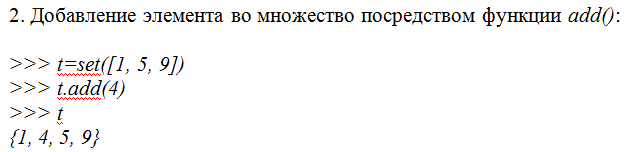 2. Добавление элемента во множество посредством функции add():
>>> t=set([1, 5, 9])
>>> t.add(4)
>>> t
{1, 4, 5, 9}